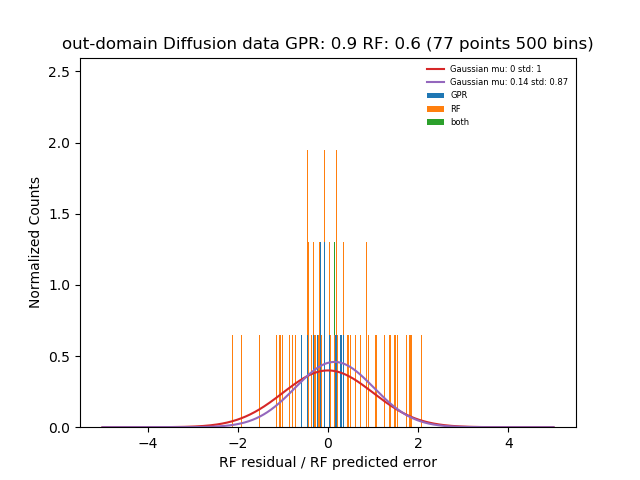 out-domain Diffusion data GPR: 0.9 RF: 0.6 (77 points 500 bins)
Gaussian mu: 0 std: 1
Gaussian mu: 0.14 std: 0.87
GPR
RF
both
Normalized Counts
2.5
2.0
1.5
1.0
0.5
0.0
−4
−2
0
2
4
RF residual / RF predicted error